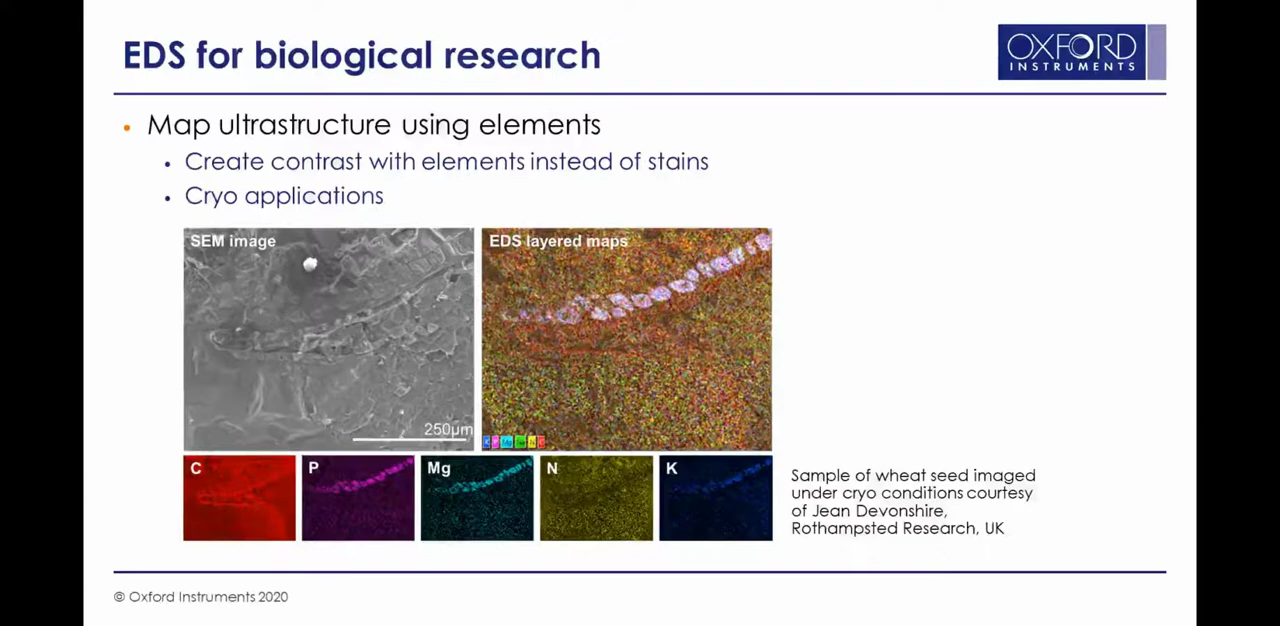 EDS for biological research
OXFORD
INSTRUMENTS
• Map ultrastructure using elements
• Create contrast with elements instead of stains
• Cryo applications
SEM image
EDS layered maps
250µm
K P Mg Na N C
C
P
Mg
N
K
Sample of wheat seed imaged
under cryo conditions courtesy
of Jean Devonshire,
Rothampsted Research, UK
© Oxford Instruments 2020